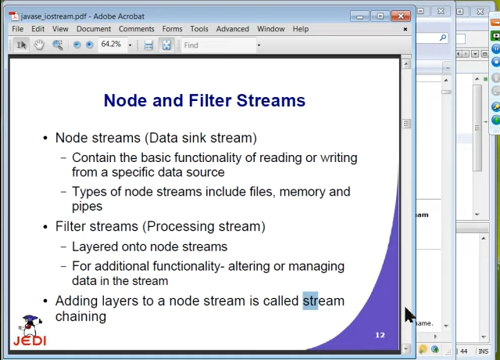 javase_iostream.pdf - Adobe Acrobat
File Edit View Document Comments Forms Tools Advanced Window Help
64.2% Find
Node and Filter Streams
• Node streams (Data sink stream)
– Contain the basic functionality of reading or writing
from a specific data source
– Types of node streams include files, memory and
pipes
• Filter streams (Processing stream)
– Layered onto node streams
– For additional functionality- altering or managing
data in the stream
• Adding layers to a node stream is called stream
chaining
JEDI
12
am
name.
44